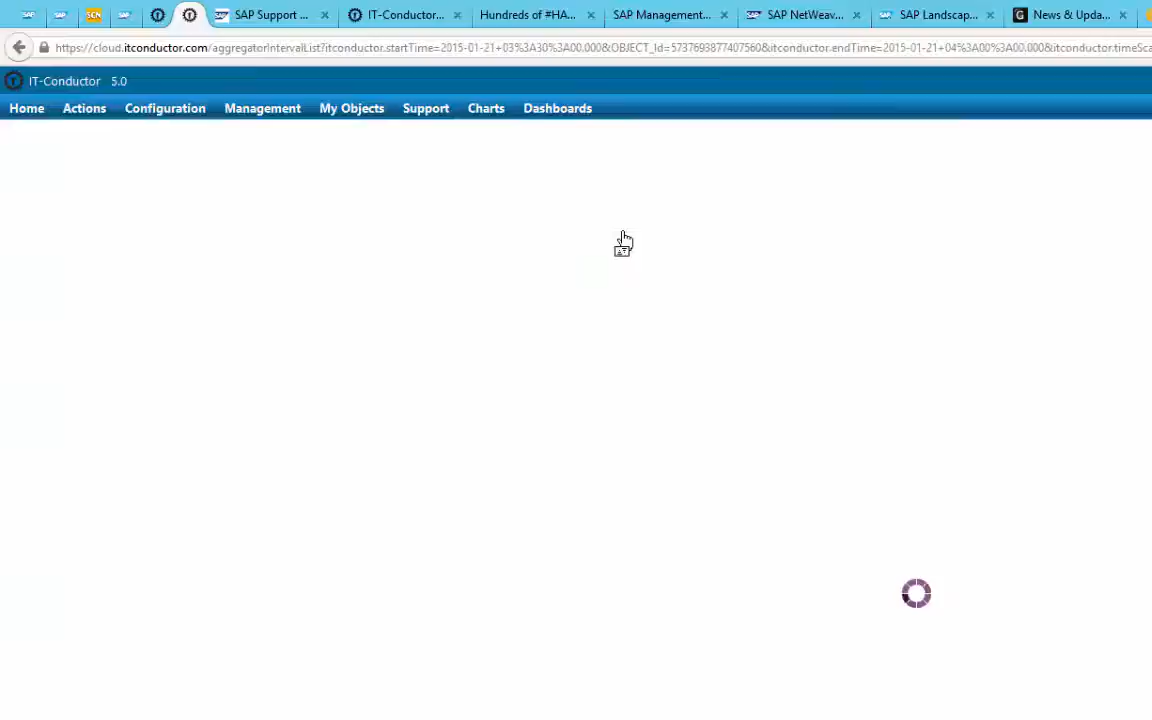 SAP Support ... IT-Conductor... Hundreds of #HA... SAP Management... SAP NetWeav... SAP Landscap... G News & Upda...
https://cloud.itconductor.com/aggregatorIntervalList?itconductor.startTime=2015-01-21+03%3A30%3A00.000&OBJECT_Id=5737693877407560&itconductor.endTime=2015-01-21+04%3A00%3A00.000&itconductor.timeSca
IT-Conductor 5.0
Home Actions Configuration Management My Objects Support Charts Dashboards